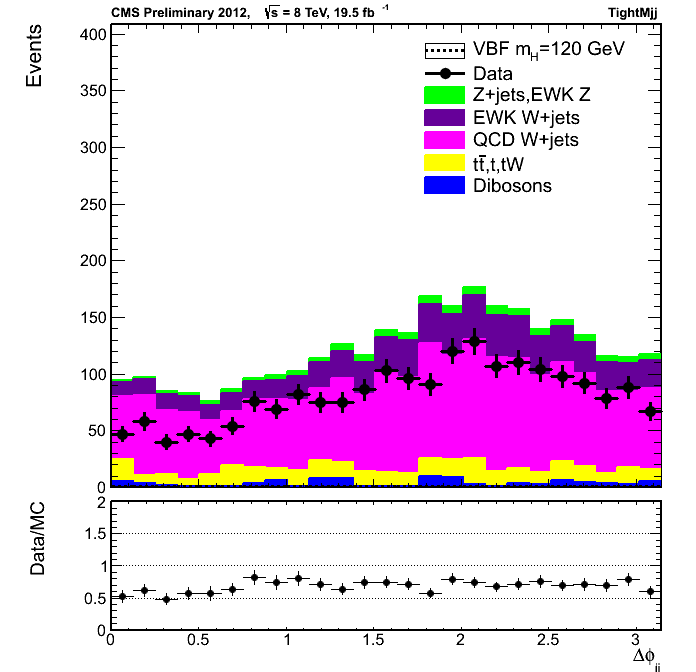 CMS Preliminary 2012, √s = 8 TeV, 19.5 fb⁻¹ TightMjj
Events
400
350
300
250
200
150
100
50
0
VBF m_H=120 GeV
Data
Z+jets,EWK Z
EWK W+jets
QCD W+jets
tt̄,t,tW
Dibosons
Data/MC
2
1.5
1
0.5
0
0 0.5 1 1.5 2 2.5 3
Δϕ_jj